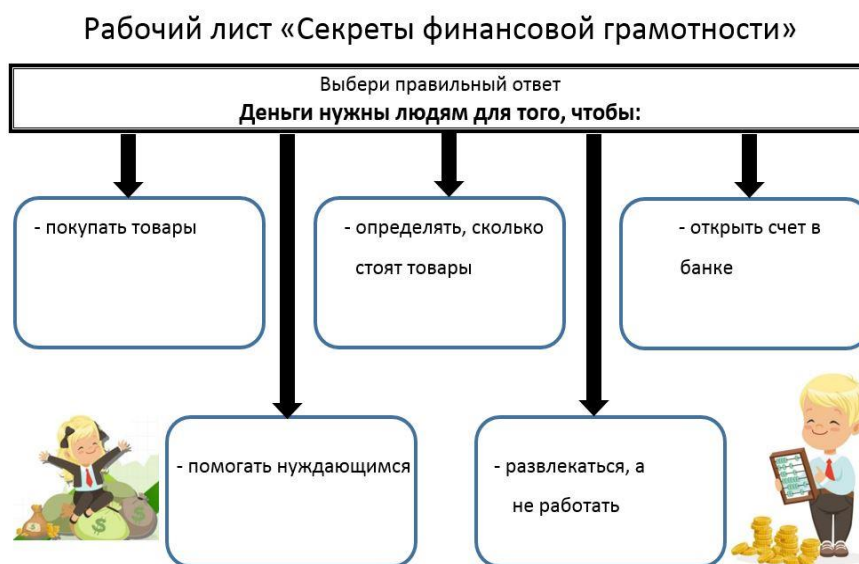 Рабочий лист «Секреты финансовой грамотности»
Выбери правильный ответ
Деньги нужны людям для того, чтобы:
- покупать товары
- определять, сколько
стоят товары
- открыть счет в
банке
- помогать нуждающимся
- развлекаться, а
не работать